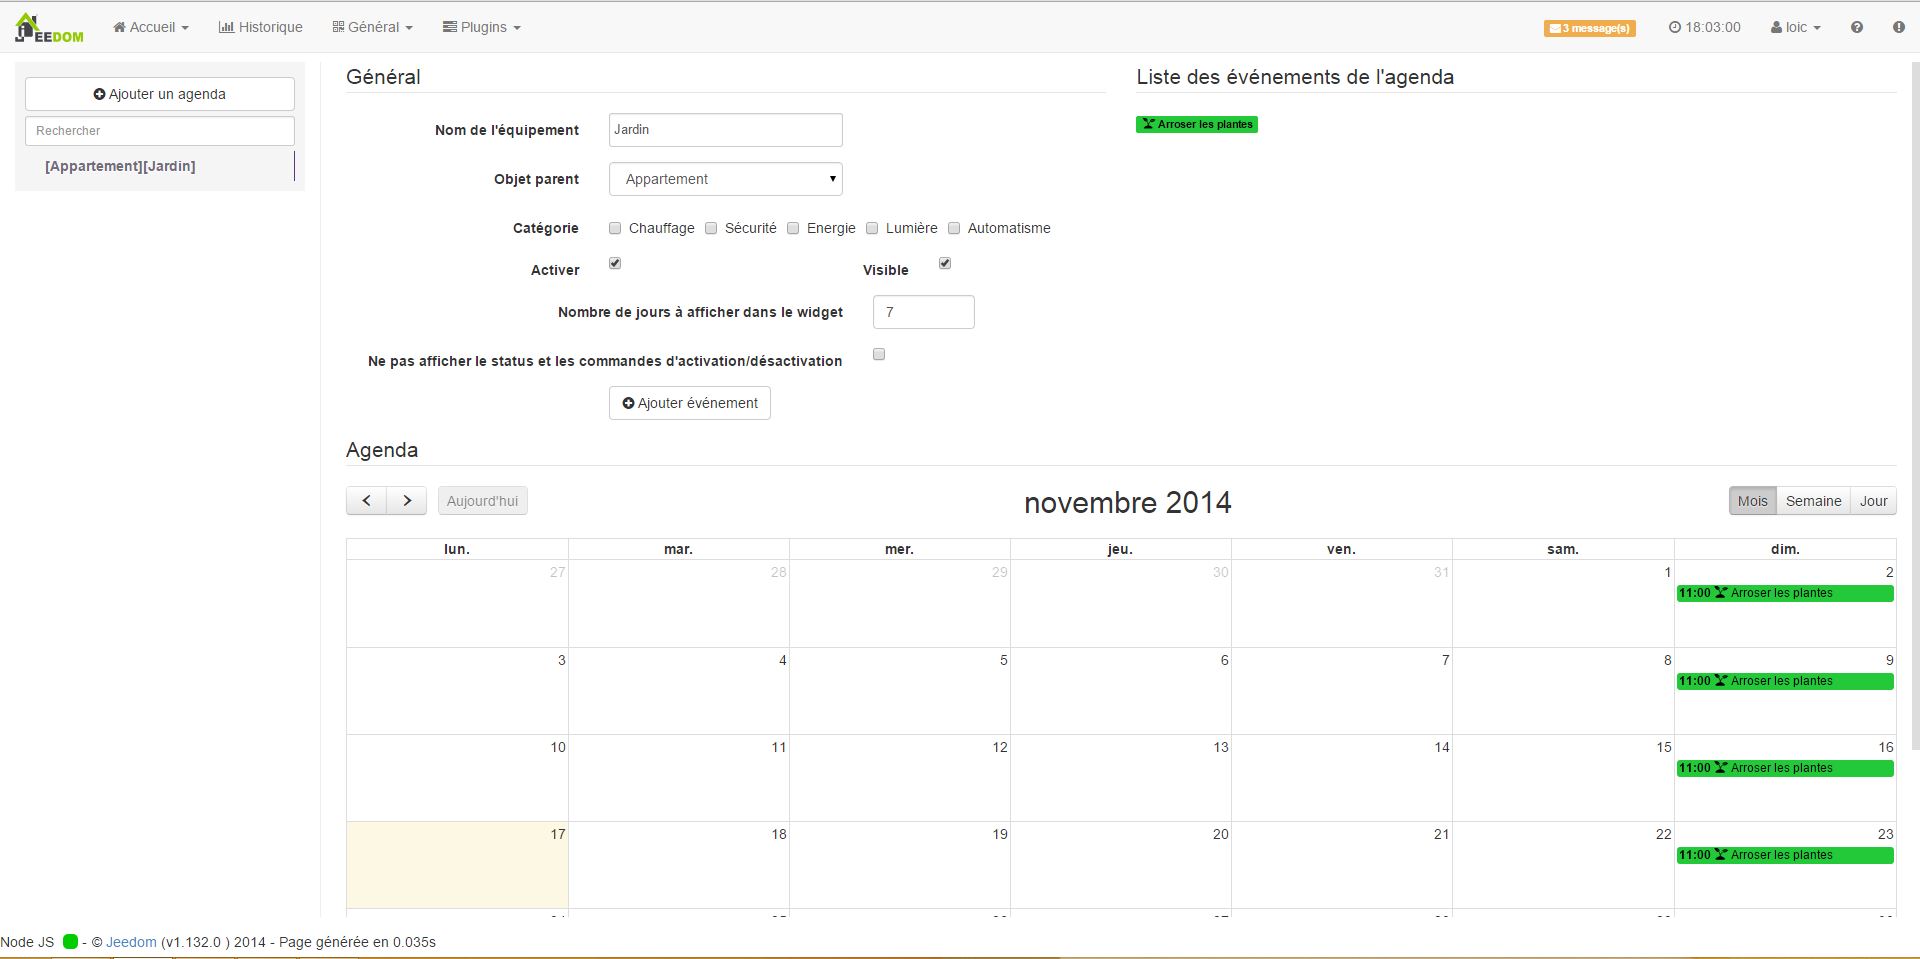 JEEDOM Accueil Historique Général Plugins 3 message(s) 18:03:00 loic
Ajouter un agenda
Rechercher
[Appartement][Jardin]
Général
Nom de l'équipement Jardin
Objet parent Appartement
Catégorie Chauffage Sécurité Energie Lumière Automatisme
Activer Visible
Nombre de jours à afficher dans le widget 7
Ne pas afficher le status et les commandes d'activation/désactivation
Ajouter événement
Liste des événements de l'agenda
Arroser les plantes
Agenda
< > Aujourd'hui novembre 2014 Mois Semaine Jour
lun. mar. mer. jeu. ven. sam. dim.
27 28 29 30 31 1 2
11:00 Arroser les plantes
3 4 5 6 7 8 9
11:00 Arroser les plantes
10 11 12 13 14 15 16
11:00 Arroser les plantes
17 18 19 20 21 22 23
11:00 Arroser les plantes
Node JS - © Jeedom (v1.132.0 ) 2014 - Page générée en 0.035s